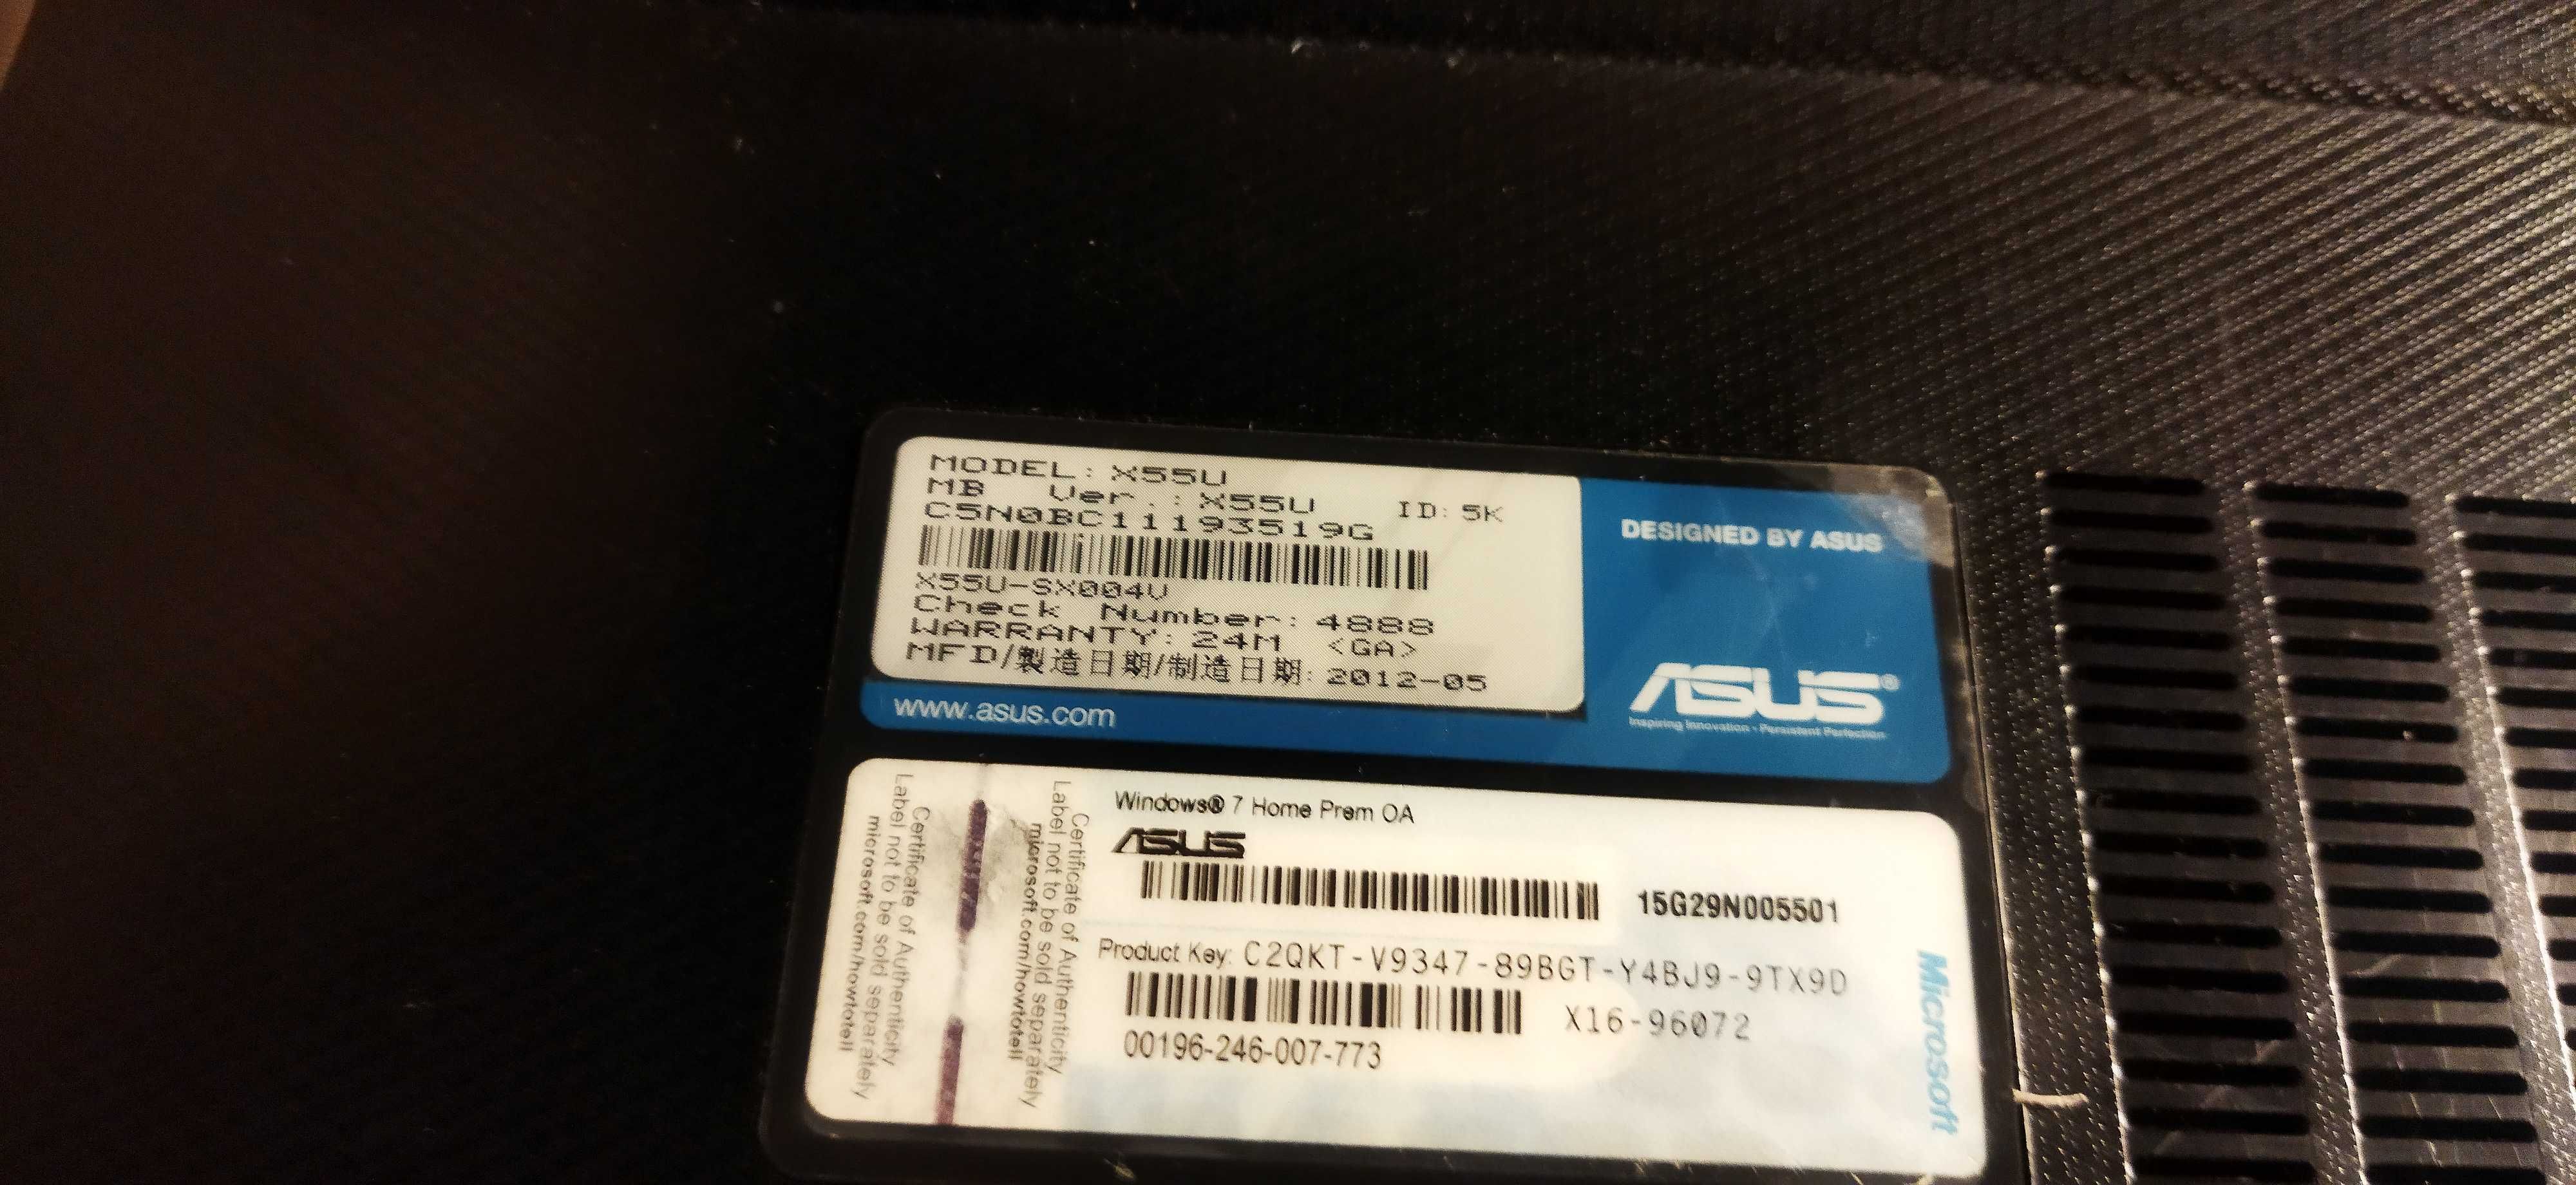 MODEL: X55U
MB Ver.: X55U ID: 5K
C5N0BC11193519G
X55U-SX004V
Check Number: 4888
WARRANTY: 24M <GA>
MFD/製造日期/制造日期: 2012-05
www.asus.com
DESIGNED BY ASUS
ASUS®
Inspiring Innovation • Persistent Perfection
Certificate of Authenticity
Label not to be sold separately
microsoft.com/howtotell
Certificate of Authenticity
Label not to be sold separately
microsoft.com/howtotell
Windows® 7 Home Prem OA
ASUS
15G29N005501
Product Key: C2QKT-V9347-89BGT-Y4BJ9-9TX9D
X16-96072
00196-246-007-773
Microsoft